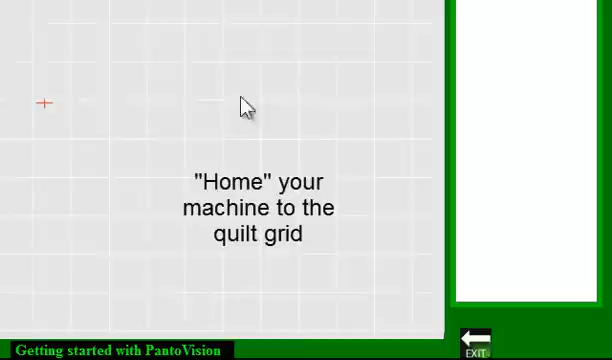 "Home" your
machine to the
quilt grid
Getting started with PantoVision
EXIT